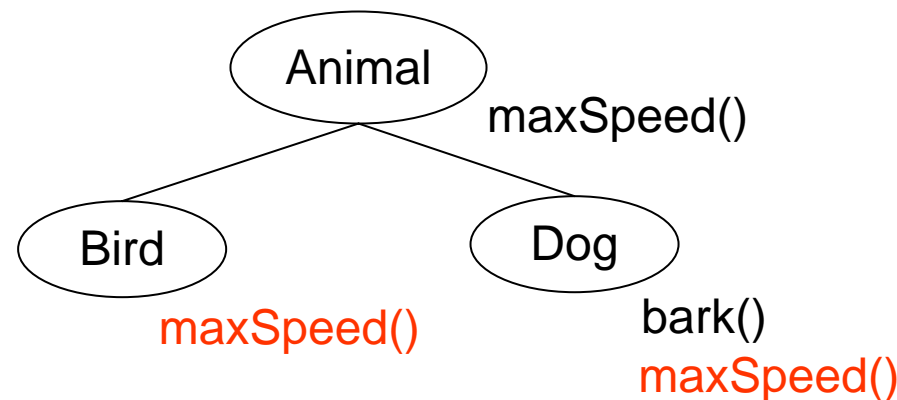 Animal
maxSpeed()
Bird
Dog
maxSpeed()
bark()
maxSpeed()